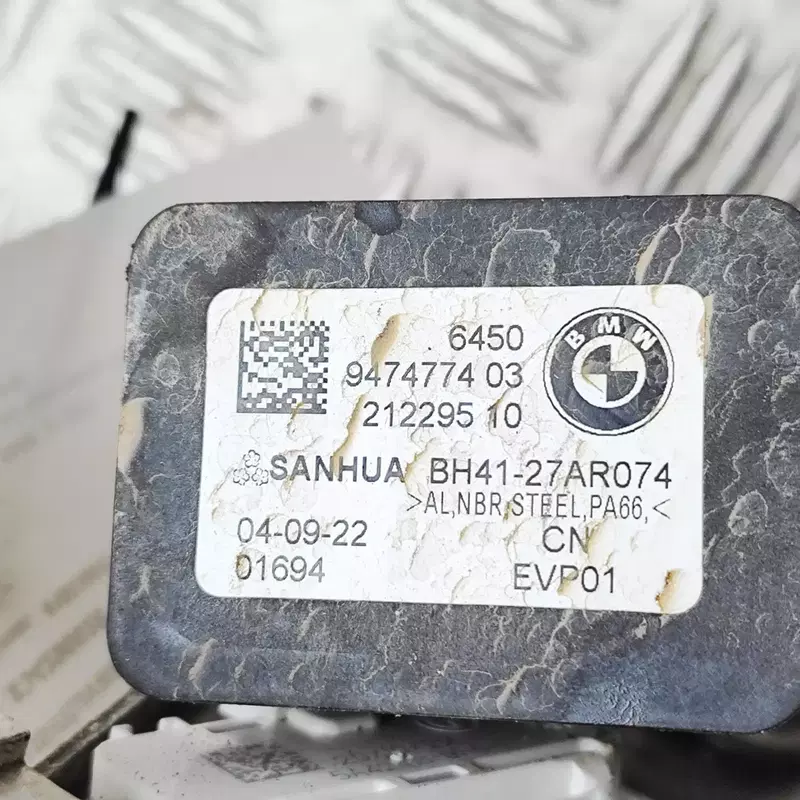 . 6450
9474774 03
212295 10
BMW
SANHUA BH41-27AR074
>AL,NBR,STEEL,PA66,<
04-09-22 CN
01694 EVP01